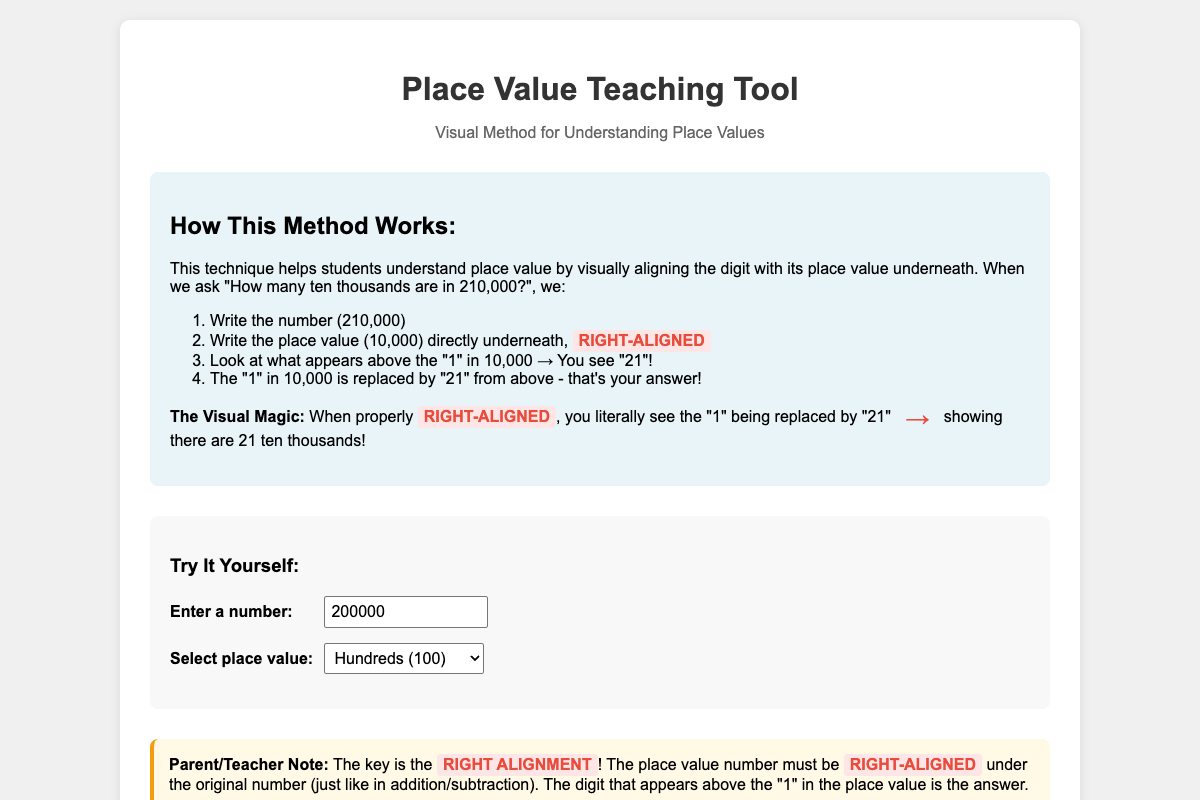 Place Value Teaching Tool
Visual Method for Understanding Place Values
How This Method Works:
This technique helps students understand place value by visually aligning the digit with its place value underneath. When
we ask "How many ten thousands are in 210,000?", we:
1. Write the number (210,000)
2. Write the place value (10,000) directly underneath, RIGHT-ALIGNED
3. Look at what appears above the "1" in 10,000 → You see "21"!
4. The "1" in 10,000 is replaced by "21" from above - that's your answer!
The Visual Magic: When properly RIGHT-ALIGNED, you literally see the "1" being replaced by "21" → showing
there are 21 ten thousands!
Try It Yourself:
Enter a number: 200000
Select place value: Hundreds (100)
Parent/Teacher Note: The key is the RIGHT ALIGNMENT! The place value number must be RIGHT-ALIGNED under
the original number (just like in addition/subtraction). The digit that appears above the "1" in the place value is the answer.